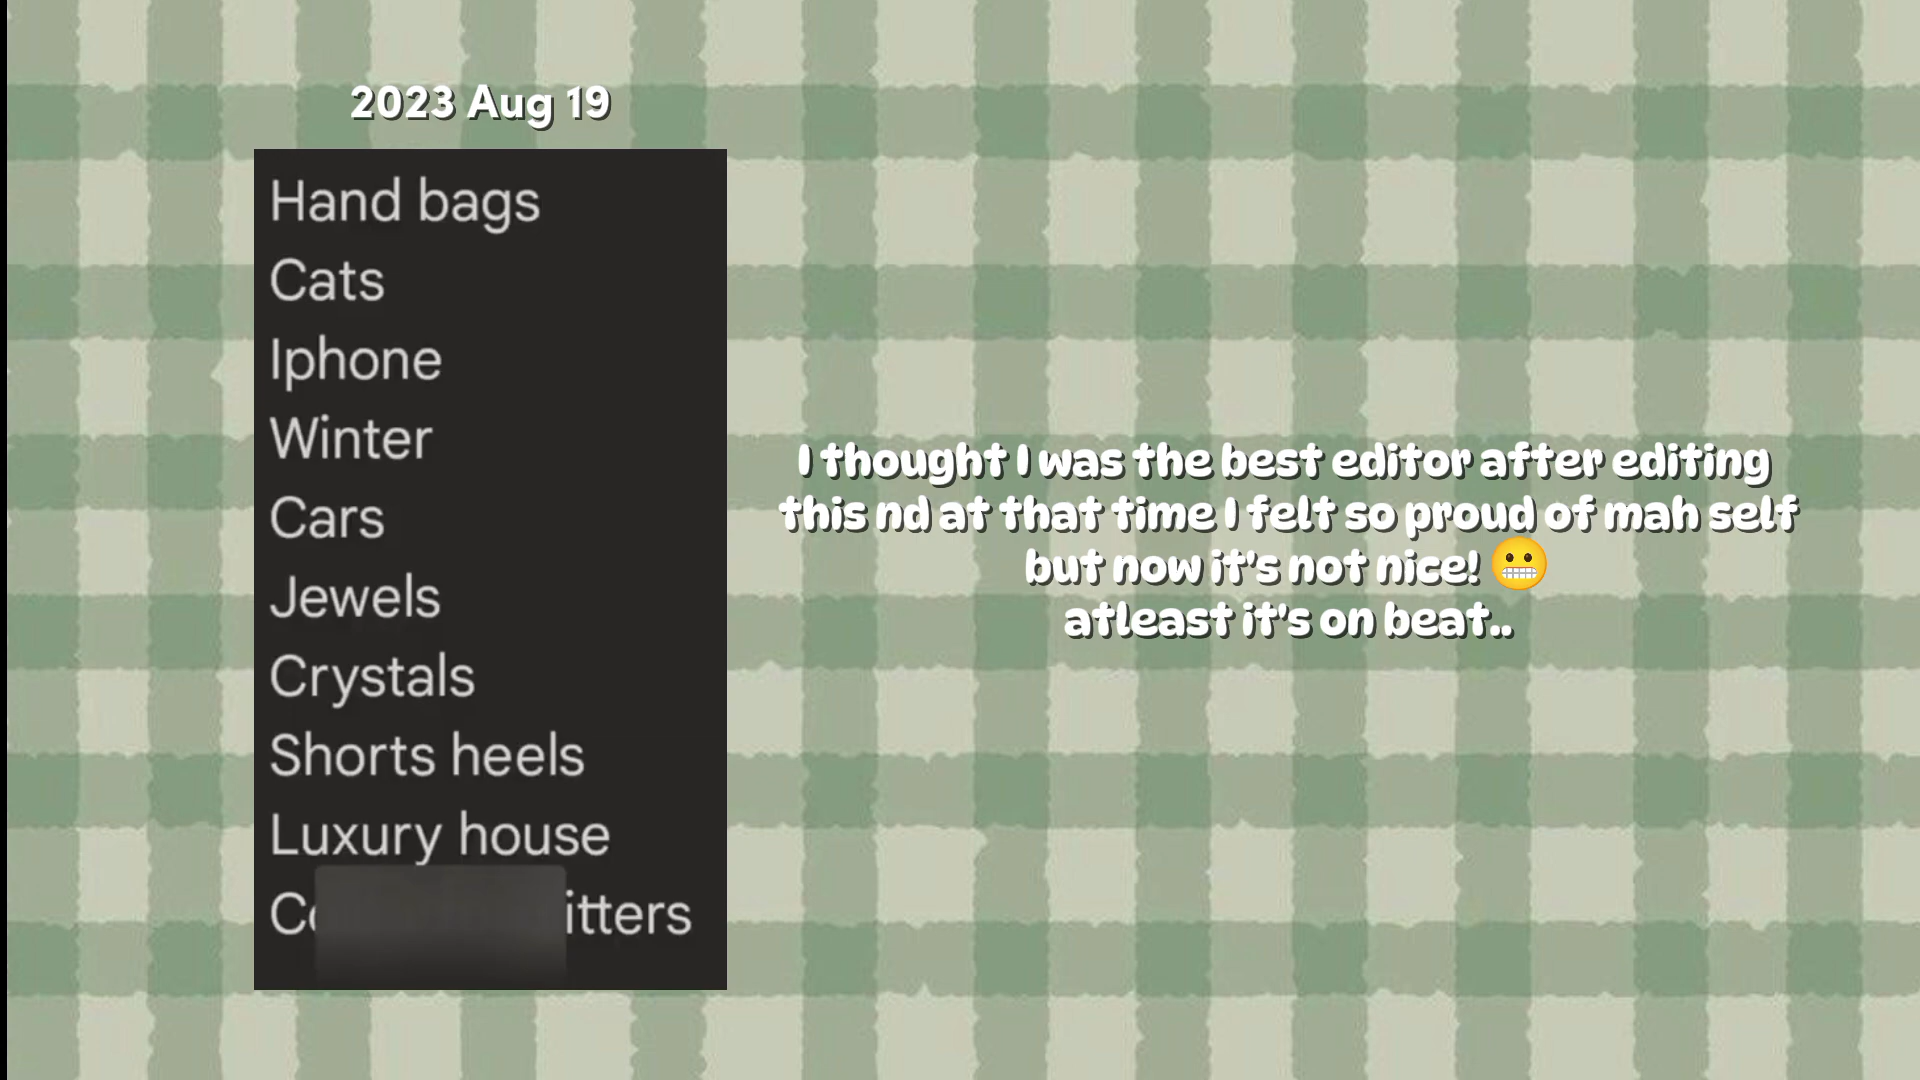 2023 Aug 19
Hand bags
Cats
Iphone
Winter
Cars
Jewels
Crystals
Shorts heels
Luxury house
I thought I was the best editor after editing
this nd at that time I felt so proud of mah self
but now it's not nice! 😬
atleast it's on beat..